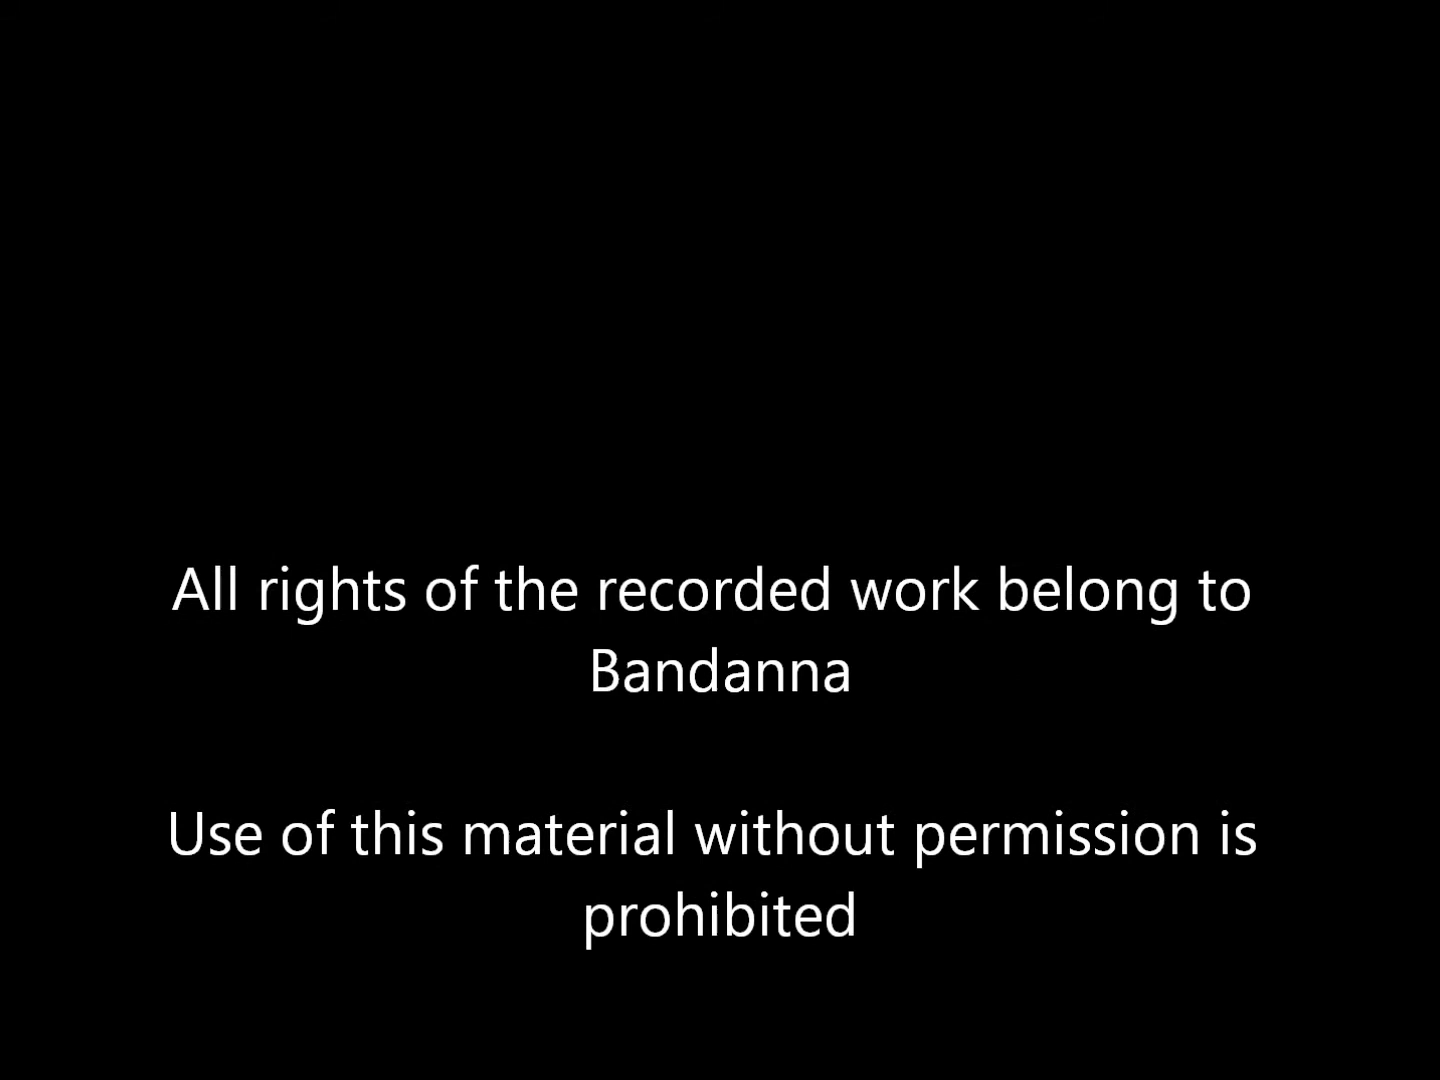 All rights of the recorded work belong to
Bandanna
Use of this material without permission is
prohibited